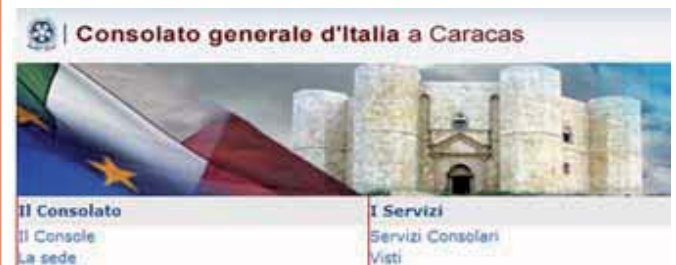 Consolato generale d'Italia a Caracas
Il Consolato
Il Console
La sede
I Servizi
Servizi Consolari
Visti